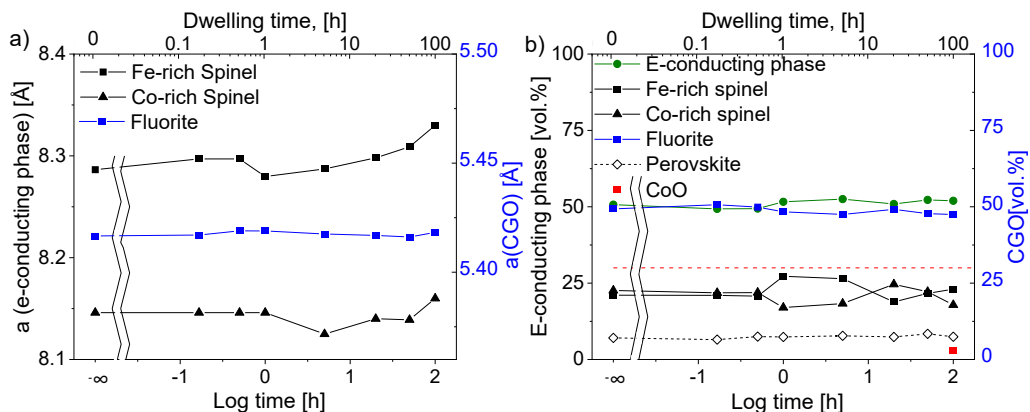 a)
Dwelling time, [h]
0 0.1 1 10 100
8.4
8.3
8.2
8.1
a (e-conducting phase) [Å]
Fe-rich Spinel
Co-rich Spinel
Fluorite
5.50
5.45
5.40
a(CGO) [Å]
-∞ -1 0 1 2
Log time [h]
b)
Dwelling time, [h]
0 0.1 1 10 100
100
75
50
25
0
E-conducting phase [vol.%]
E-conducting phase
Fe-rich spinel
Co-rich spinel
Fluorite
Perovskite
CoO
100
75
50
25
0
CGO[vol.%]
-∞ -1 0 1 2
Log time [h]